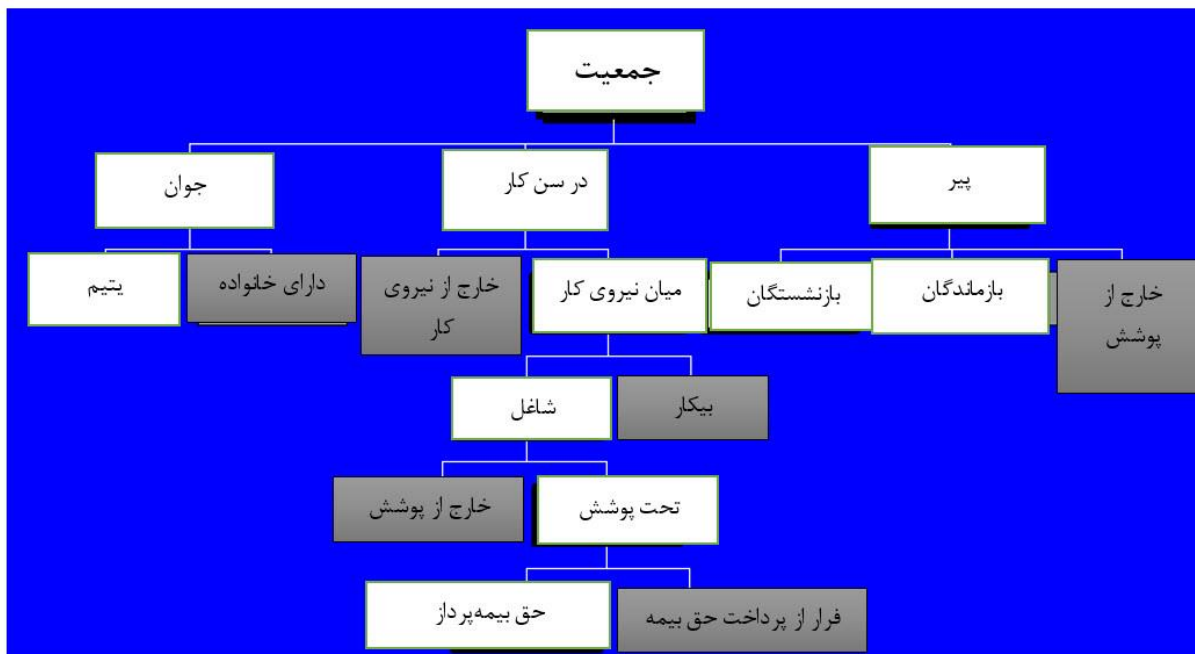 جمعیت
پیر
در سن کار
جوان
خارج از
پوشش
بازماندگان
بازنشستگان
میان نیروی کار
خارج از نیروی
کار
دارای خانواده
یتیم
بیکار
شاغل
تحت پوشش
خارج از پوشش
فرار از پرداخت حق بیمه
حق بیمه‌پرداز